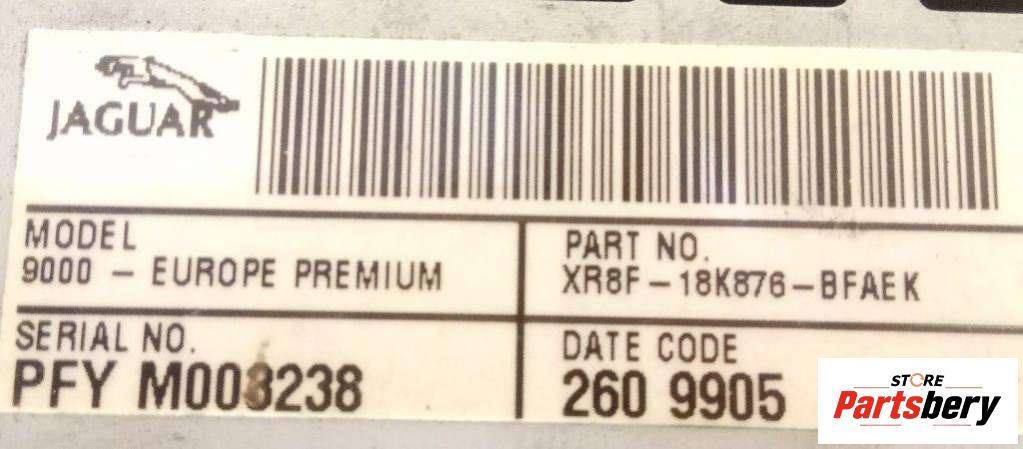 JAGUAR
MODEL
9000 - EUROPE PREMIUM
PART NO.
XR8F-18K876-BFAEK
SERIAL NO.
PFY M003238
DATE CODE
260 9905
STORE
Partsbery